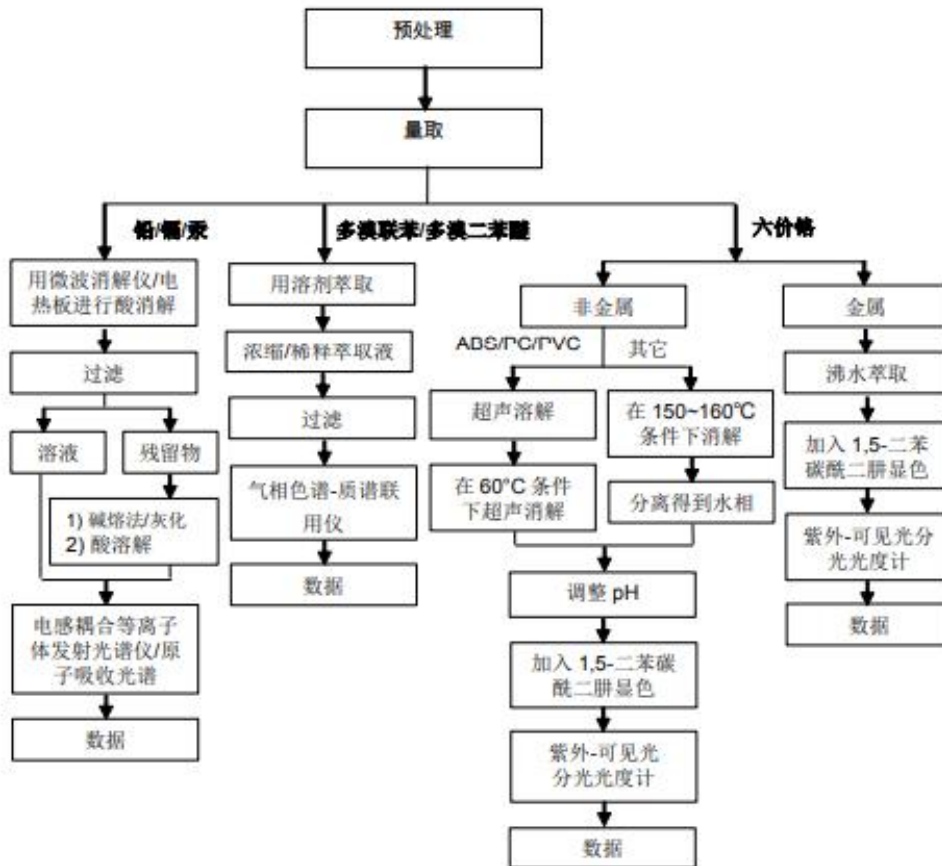 预处理
量取
铅/镉/汞
多溴联苯/多溴二苯醚
六价铬
用微波消解仪/电
热板进行酸消解
过滤
溶液
残留物
1) 碱熔法/灰化
2) 酸溶解
电感耦合等离子
体发射光谱仪/原
子吸收光谱
数据
用溶剂萃取
浓缩/稀释萃取液
过滤
气相色谱-质谱联
用仪
数据
非金属
ABS/PC/PVC
其它
超声溶解
在 60°C 条件
下超声消解
在 150~160℃
条件下消解
分离得到水相
调整 pH
加入 1,5-二苯碳
酰二肼显色
紫外-可见光
分光光度计
数据
金属
沸水萃取
加入 1,5-二苯
碳酰二肼显色
紫外-可见光分
光光度计
数据